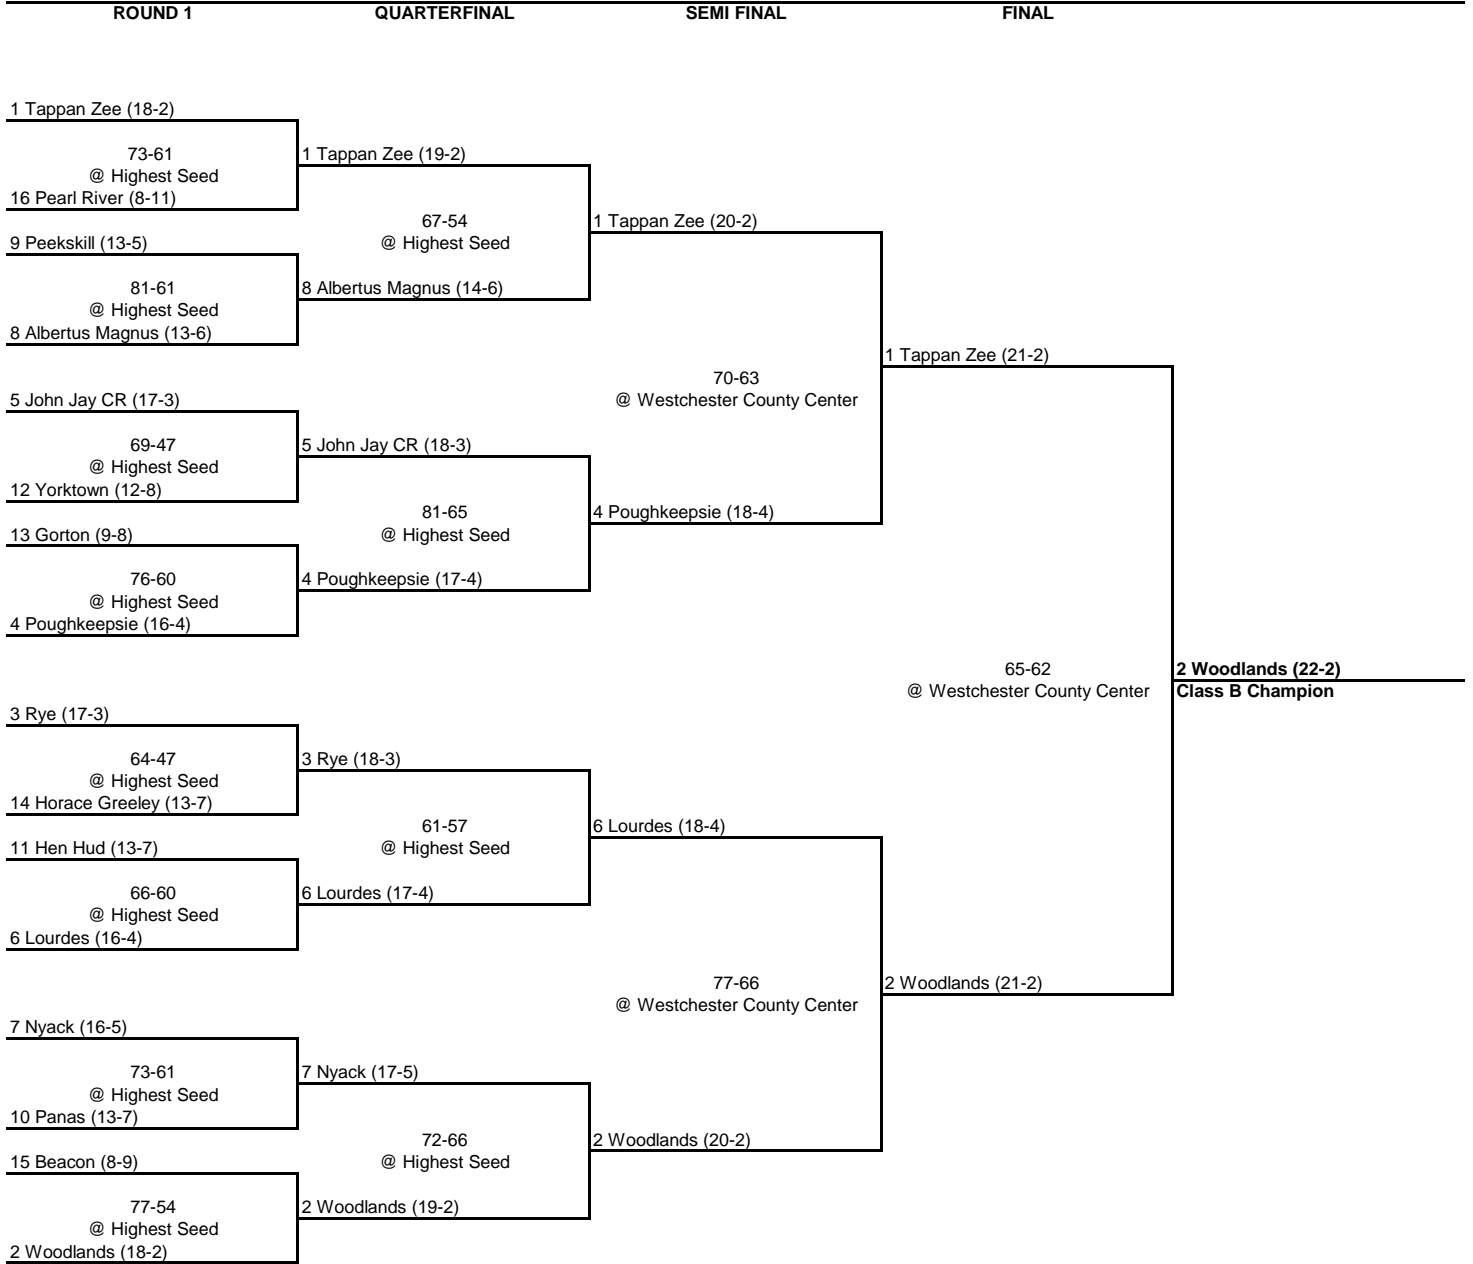 ROUND 1 QUARTERFINAL SEMI FINAL FINAL
1 Tappan Zee (18-2)
73-61
@ Highest Seed
16 Pearl River (8-11)
9 Peekskill (13-5)
81-61
@ Highest Seed
8 Albertus Magnus (13-6)
5 John Jay CR (17-3)
69-47
@ Highest Seed
12 Yorktown (12-8)
13 Gorton (9-8)
76-60
@ Highest Seed
4 Poughkeepsie (16-4)
3 Rye (17-3)
64-47
@ Highest Seed
14 Horace Greeley (13-7)
11 Hen Hud (13-7)
66-60
@ Highest Seed
6 Lourdes (16-4)
7 Nyack (16-5)
73-61
@ Highest Seed
10 Panas (13-7)
15 Beacon (8-9)
77-54
@ Highest Seed
2 Woodlands (18-2)
1 Tappan Zee (19-2)
67-54
@ Highest Seed
8 Albertus Magnus (14-6)
5 John Jay CR (18-3)
81-65
@ Highest Seed
4 Poughkeepsie (17-4)
3 Rye (18-3)
61-57
@ Highest Seed
6 Lourdes (17-4)
7 Nyack (17-5)
72-66
@ Highest Seed
2 Woodlands (19-2)
1 Tappan Zee (20-2)
70-63
@ Westchester County Center
4 Poughkeepsie (18-4)
6 Lourdes (18-4)
77-66
@ Westchester County Center
2 Woodlands (20-2)
1 Tappan Zee (21-2)
65-62
@ Westchester County Center
2 Woodlands (21-2)
2 Woodlands (22-2)
Class B Champion